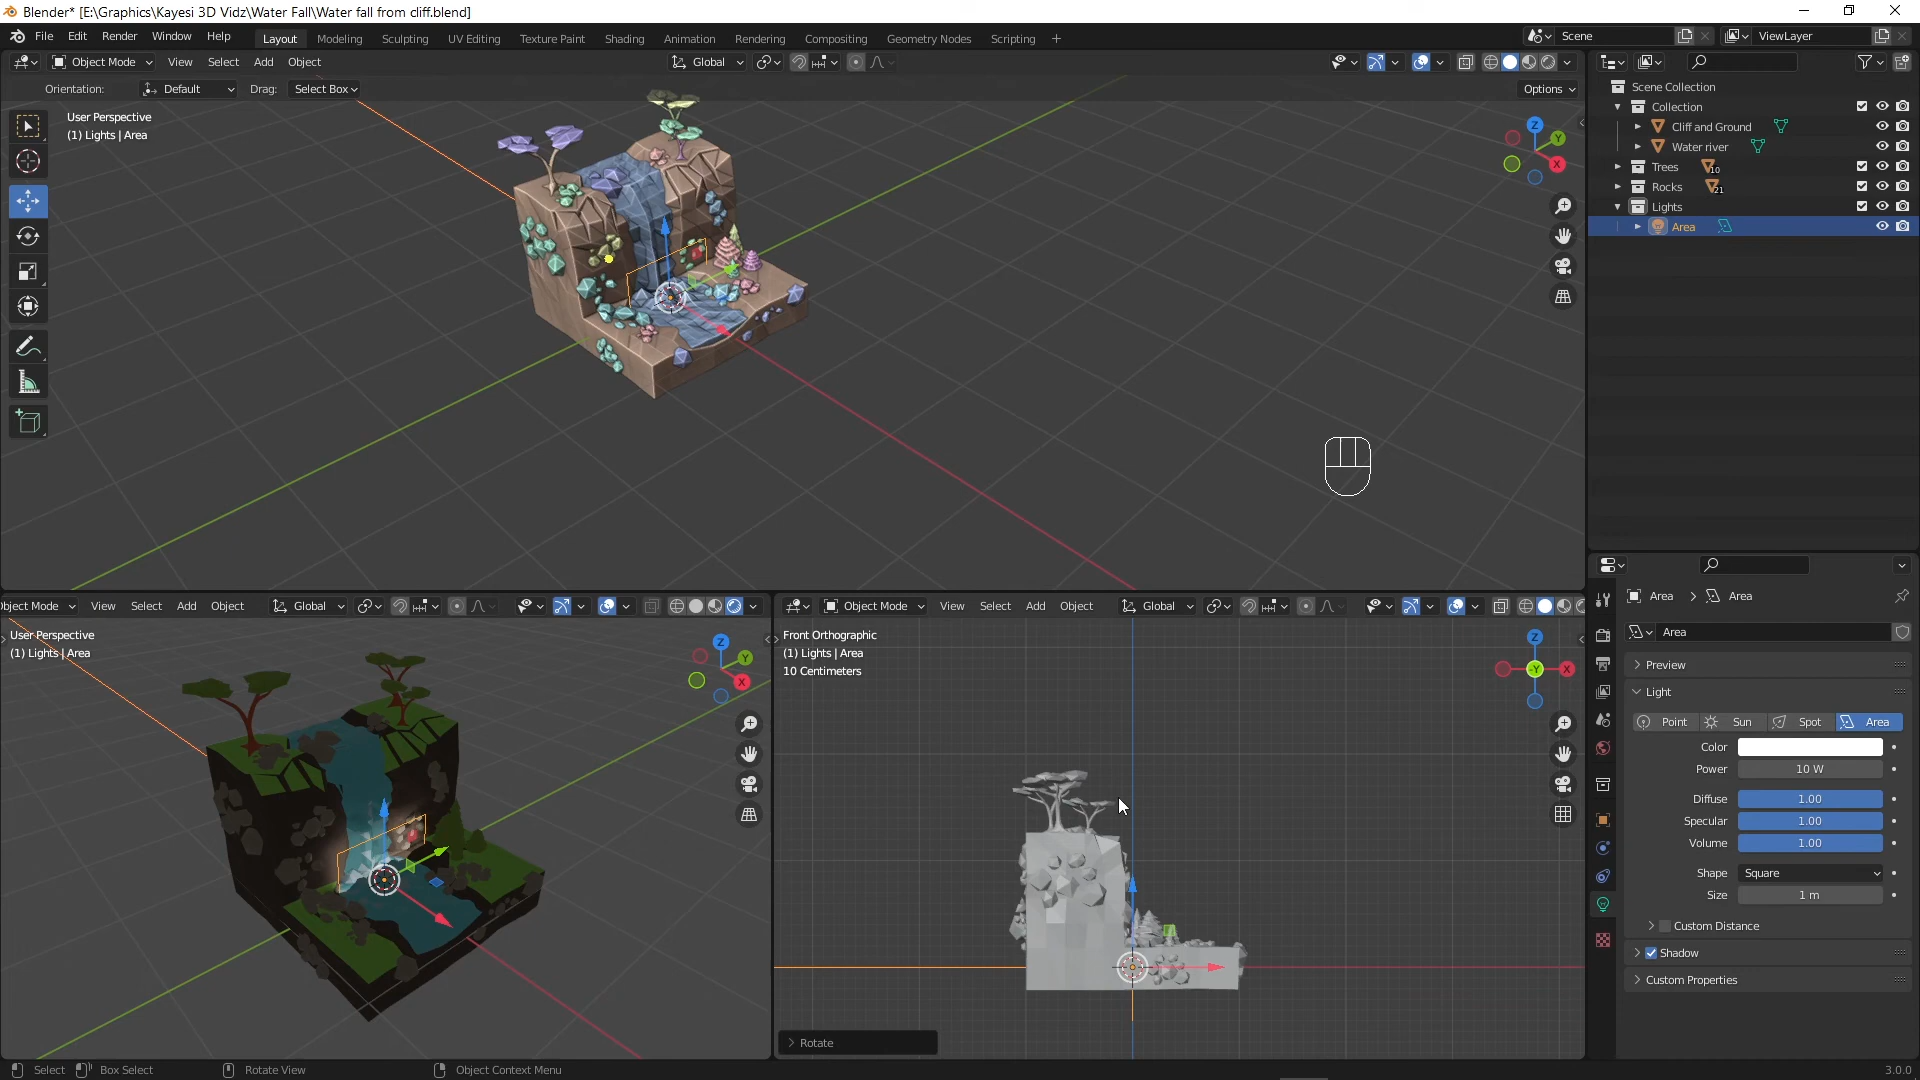 Blender* [E:\Graphics\Kayesi 3D Vidz\Water Fall\Water fall from cliff.blend]
File Edit Render Window Help Layout Modeling Sculpting UV Editing Texture Paint Shading Animation Rendering Compositing Geometry Nodes Scripting + Scene ViewLayer
Object Mode View Select Add Object Global
Orientation: Default Drag: Select Box Options
User Perspective
(1) Lights | Area
Z
Y
X
Scene Collection
Collection
Cliff and Ground
Water river
Trees 10
Rocks 21
Lights
Area
bject Mode View Select Add Object Global
User Perspective
(1) Lights | Area
Z
Y
X
Object Mode View Select Add Object Global
Front Orthographic
(1) Lights | Area
10 Centimeters
Z
-Y X
Rotate
Area > Area
Area
Preview
Light
Point Sun Spot Area
Color
Power 10 W
Diffuse 1.00
Specular 1.00
Volume 1.00
Shape Square
Size 1 m
Custom Distance
Shadow
Custom Properties
Select Box Select Rotate View Object Context Menu 3.0.0